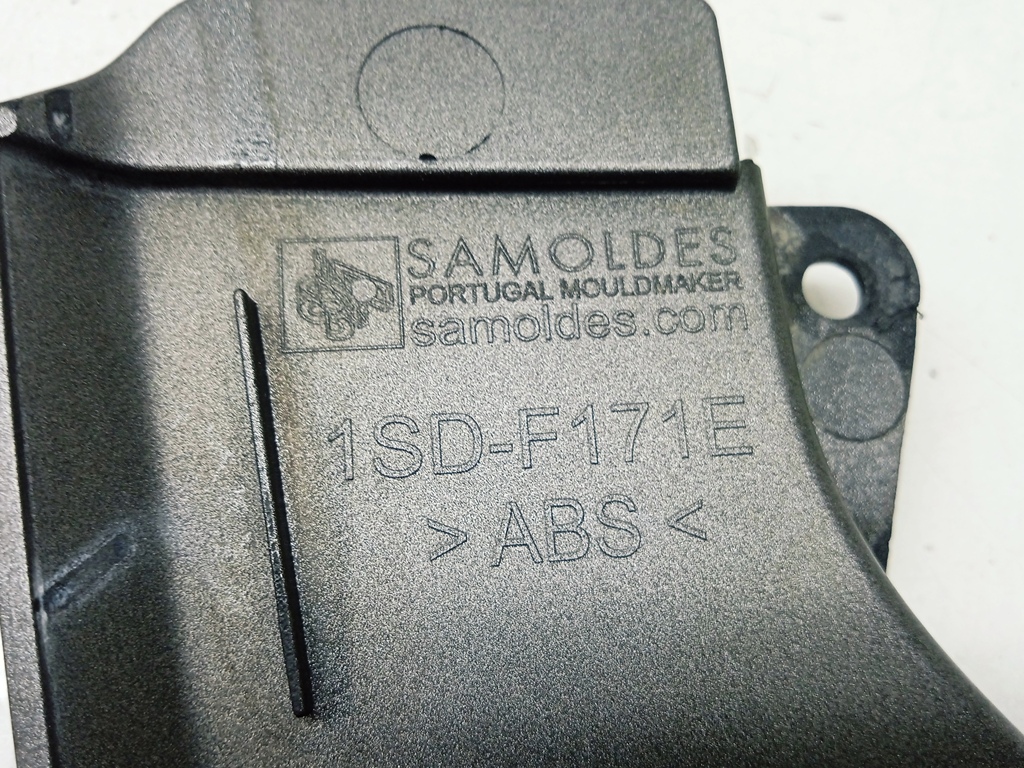 SAMOLDES
PORTUGAL MOULDMAKER
samoldes.com
1SD-F171E
> ABS <